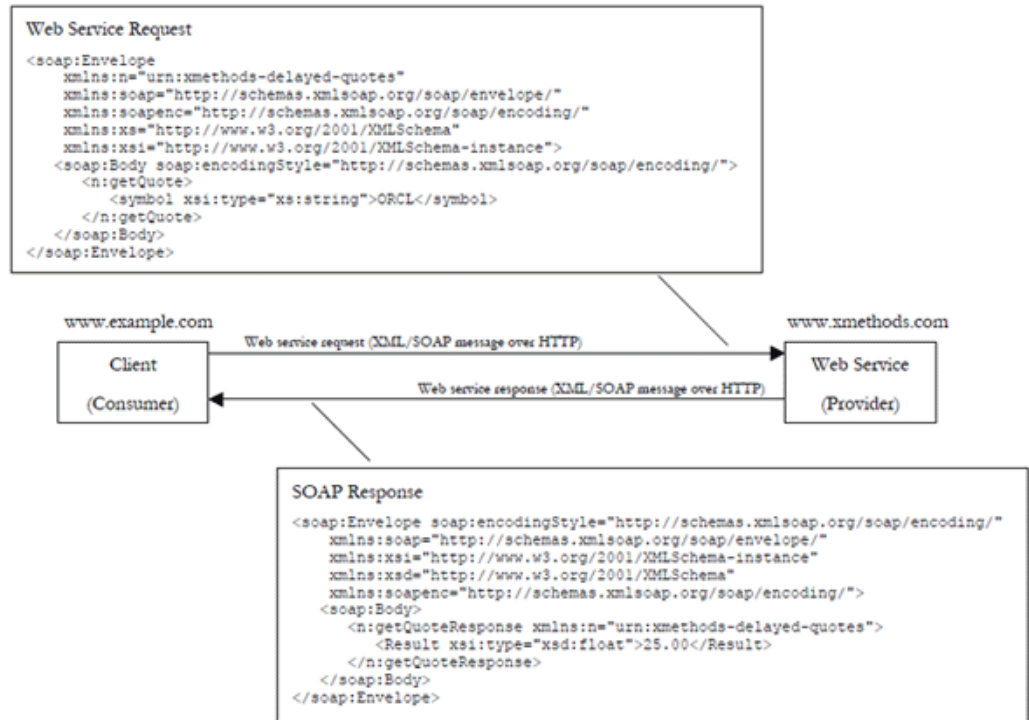 Web Service Request
<soap:Envelope
xmlns:n="urn:xmethods-delayed-quotes"
xmlns:soap="http://schemas.xmlsoap.org/soap/envelope/"
xmlns:soapenc="http://schemas.xmlsoap.org/soap/encoding/"
xmlns:xs="http://www.w3.org/2001/XMLSchema"
xmlns:xsi="http://www.w3.org/2001/XMLSchema-instance">
<soap:Body soap:encodingStyle="http://schemas.xmlsoap.org/soap/encoding/">
<n:getQuote>
<symbol xsi:type="xs:string">ORCL</symbol>
</n:getQuote>
</soap:Body>
</soap:Envelope>
www.example.com
www.xmethods.com
Web service request (XML/SOAP message over HTTP)
Client
(Consumer)
Web Service
(Provider)
Web service response (XML/SOAP message over HTTP)
SOAP Response
<soap:Envelope soap:encodingStyle="http://schemas.xmlsoap.org/soap/encoding/"
xmlns:soap="http://schemas.xmlsoap.org/soap/envelope/"
xmlns:xsi="http://www.w3.org/2001/XMLSchema-instance"
xmlns:xsd="http://www.w3.org/2001/XMLSchema"
xmlns:soapenc="http://schemas.xmlsoap.org/soap/encoding/">
<soap:Body>
<n:getQuoteResponse xmlns:n="urn:xmethods-delayed-quotes">
<Result xsi:type="xsd:float">25.00</Result>
</n:getQuoteResponse>
</soap:Body>
</soap:Envelope>